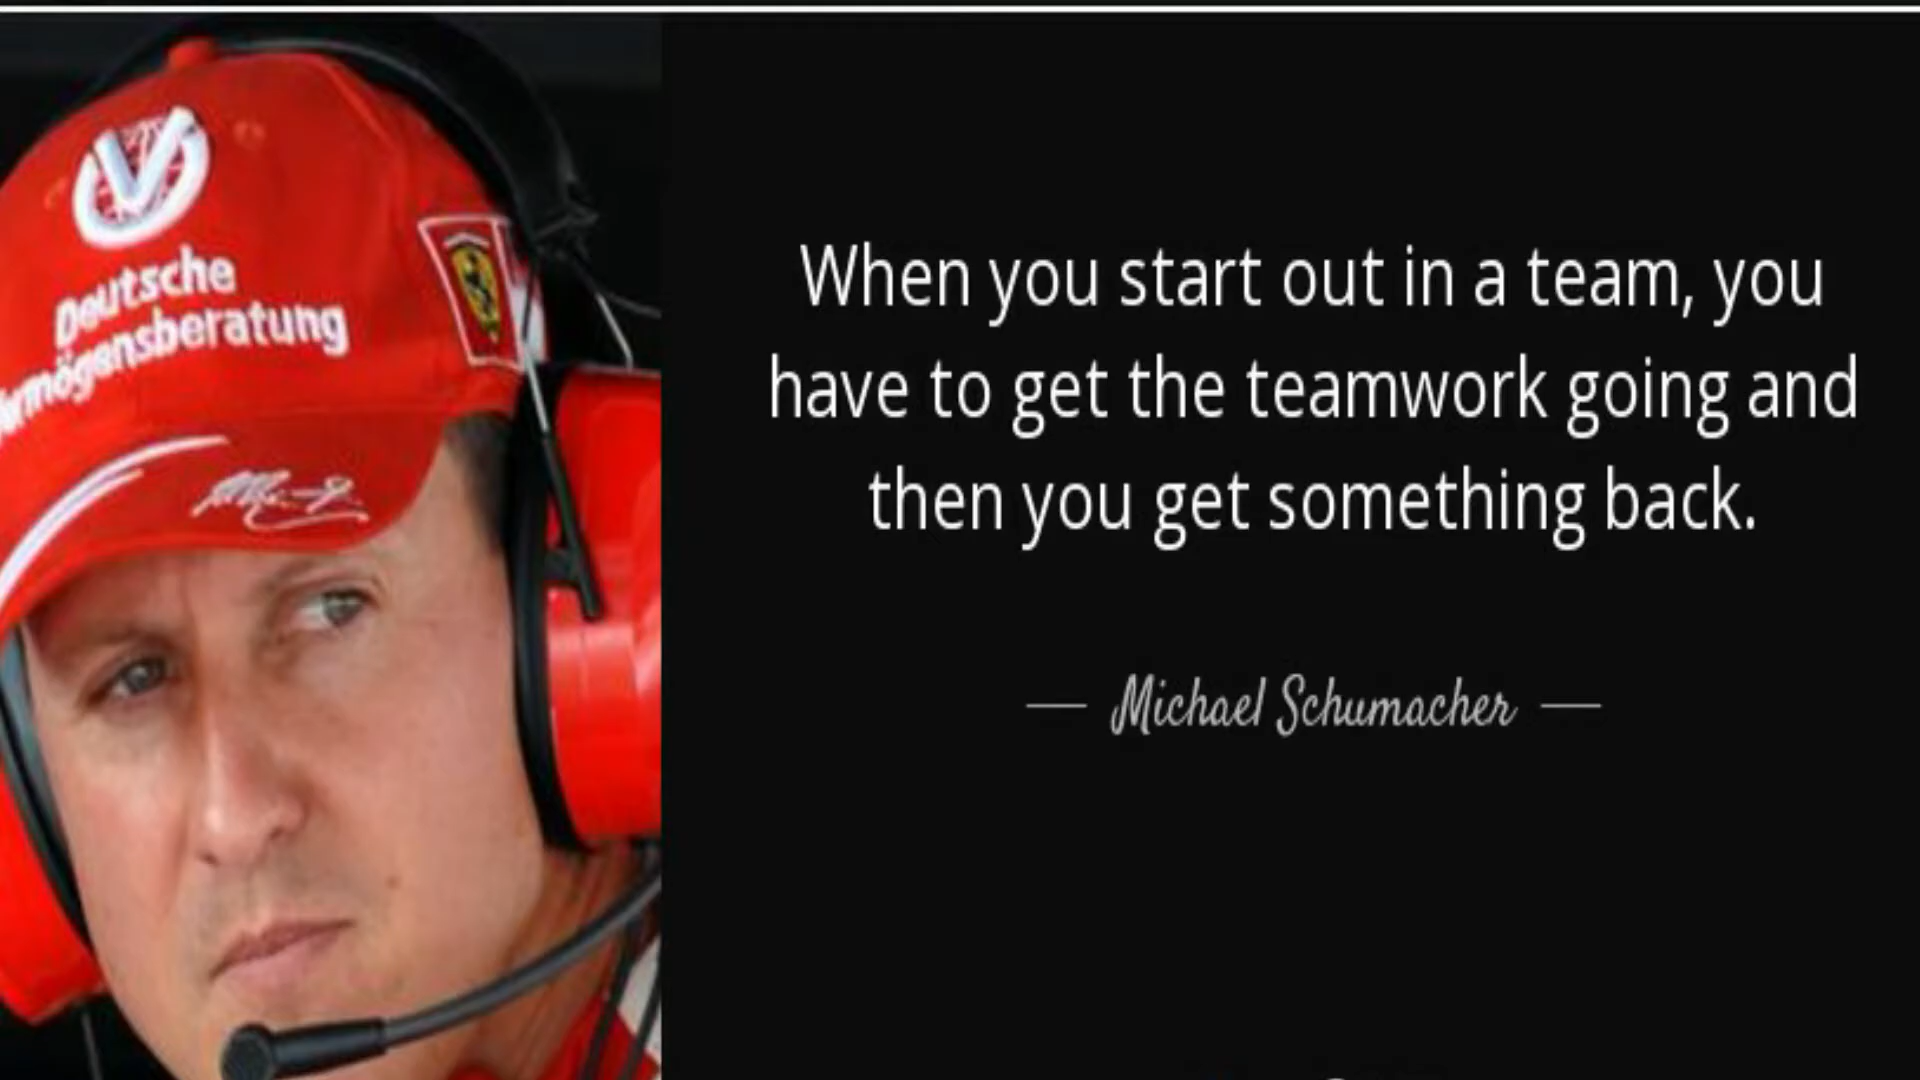 Deutsche
When you start out in a team, you
have to get the teamwork going and
then you get something back.
— Michael Schumacher —